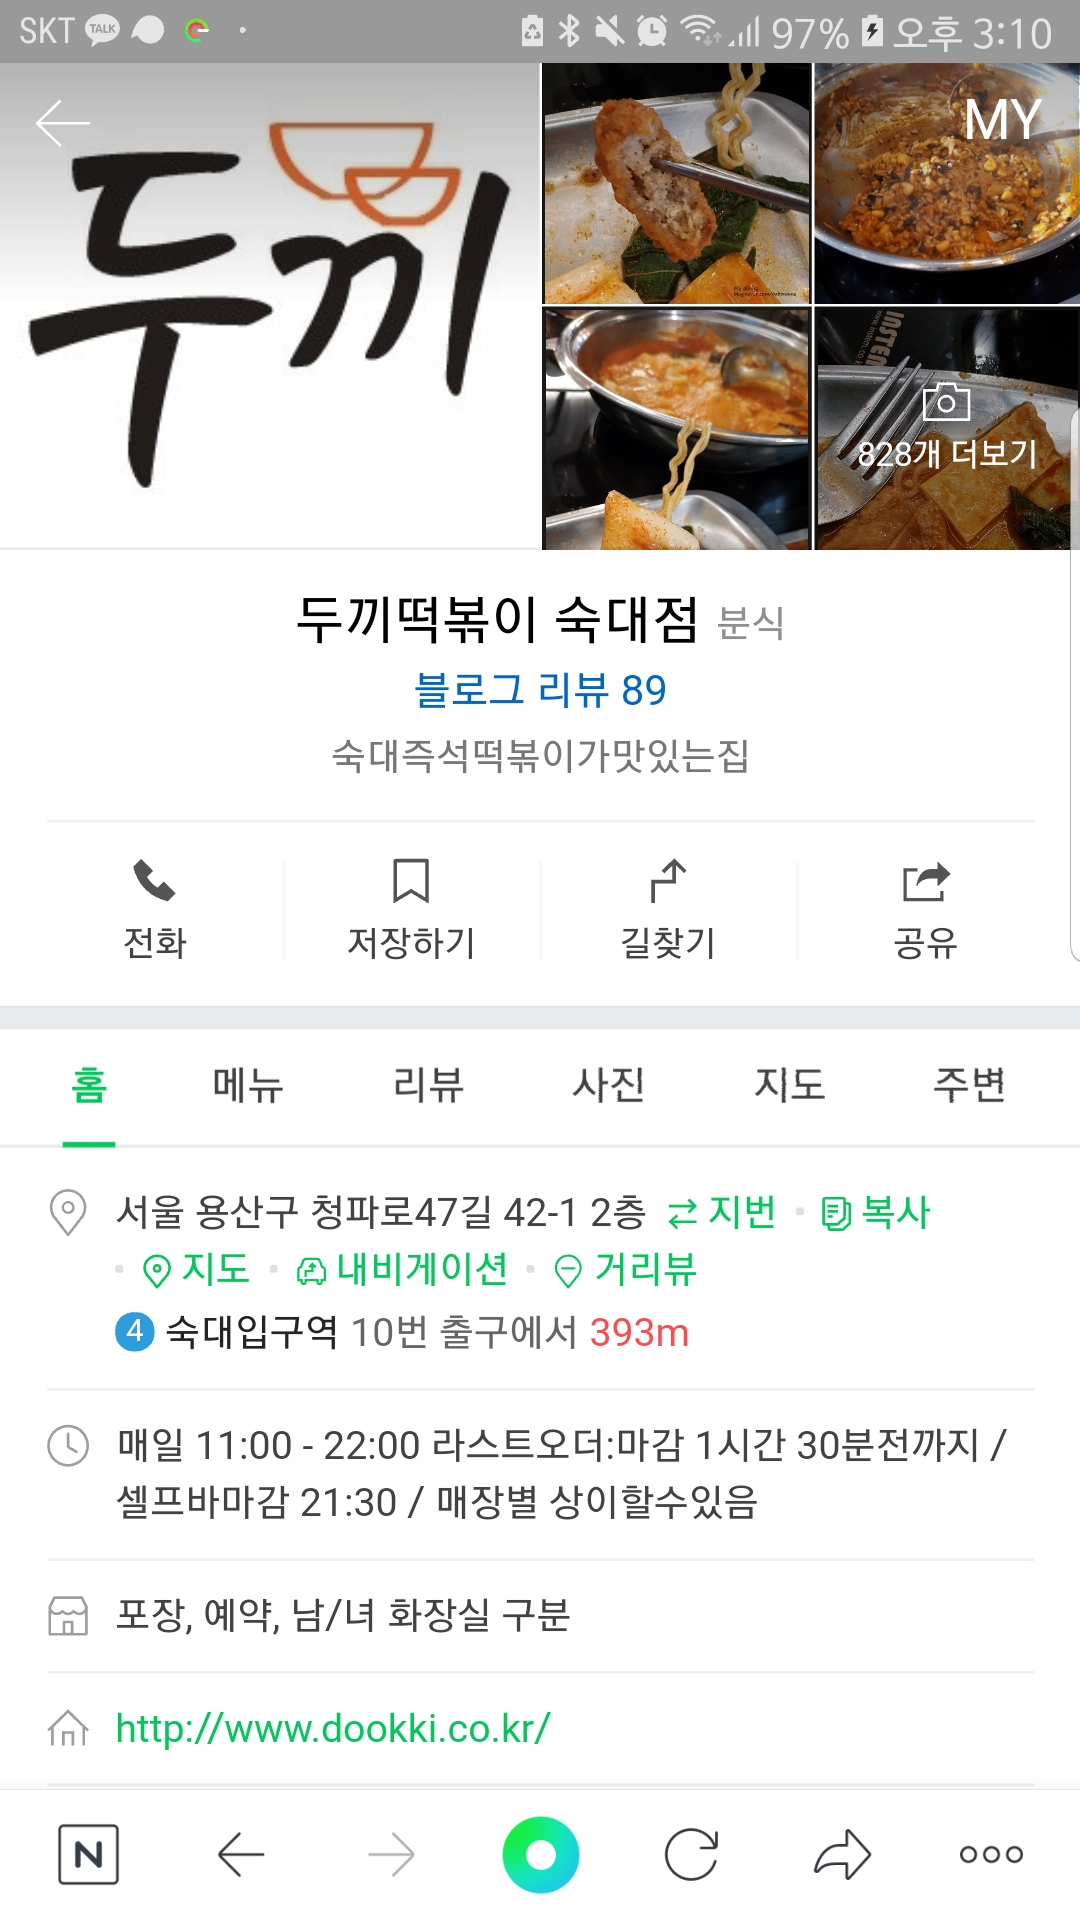 SKT TALK 97% 오후 3:10
MY
두끼
828개 더보기
두끼떡볶이 숙대점 분식
블로그 리뷰 89
숙대즉석떡볶이가맛있는집
전화 저장하기 길찾기 공유
홈 메뉴 리뷰 사진 지도 주변
서울 용산구 청파로47길 42-1 2층 지번 복사
지도 내비게이션 거리뷰
4 숙대입구역 10번 출구에서 393m
매일 11:00 - 22:00 라스트오더:마감 1시간 30분전까지 /
셀프바마감 21:30 / 매장별 상이할수있음
포장, 예약, 남/녀 화장실 구분
http://www.dookki.co.kr/
N